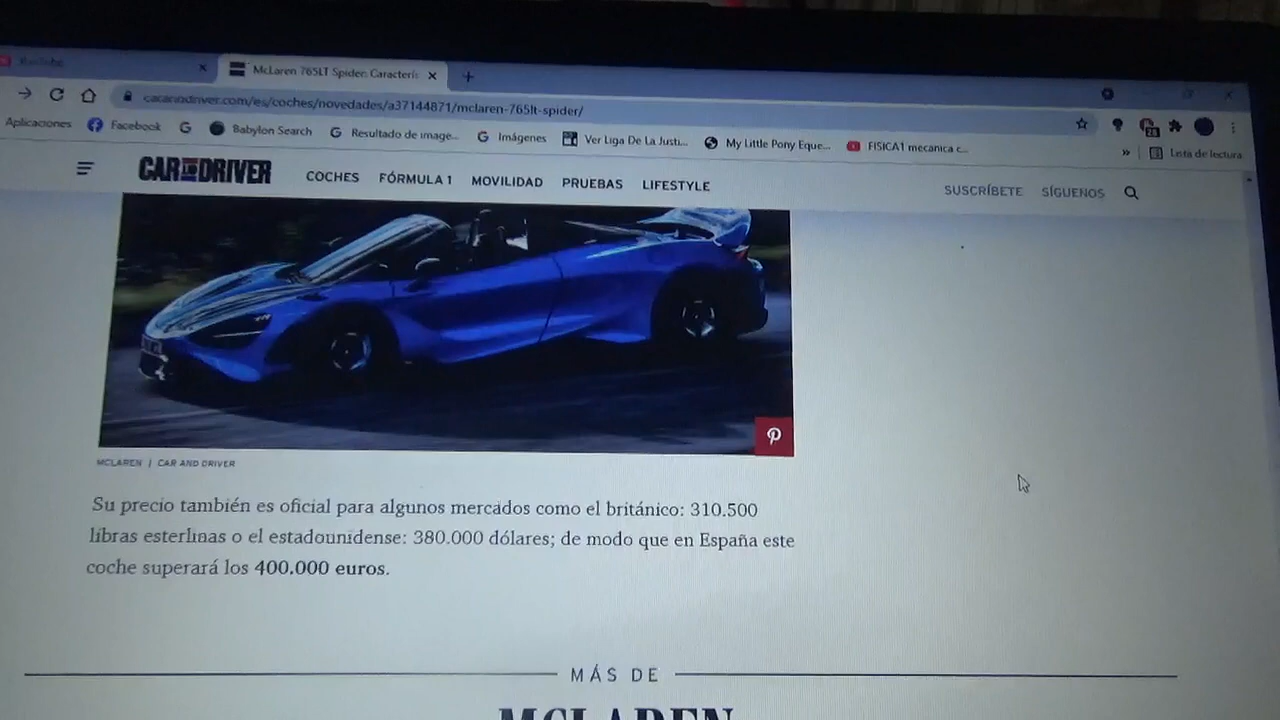 McLaren 765LT Spider: Caracterís
caranddriver.com/es/coches/novedades/a37144871/mclaren-765lt-spider/
Aplicaciones Facebook Babylon Search Resultado de image... Imágenes Ver Liga De La Justi... My Little Pony Eque... FISICA1 mecanica c... » Lista de lectura
28
CAR AND DRIVER COCHES FÓRMULA 1 MOVILIDAD PRUEBAS LIFESTYLE SUSCRÍBETE SÍGUENOS
MCLAREN | CAR AND DRIVER
Su precio también es oficial para algunos mercados como el británico: 310.500
libras esterlinas o el estadounidense: 380.000 dólares; de modo que en España este
coche superará los 400.000 euros.
MÁS DE
MCLAREN